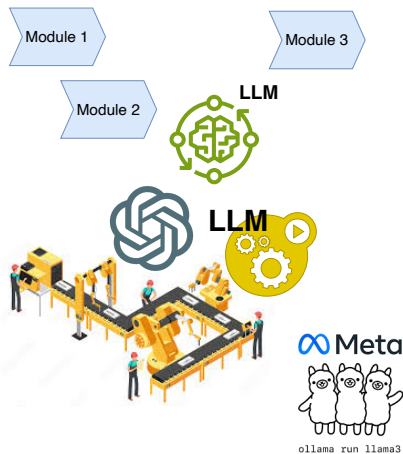 Module 1
Module 3
Module 2
LLM
LLM
Meta
ollama run llama3